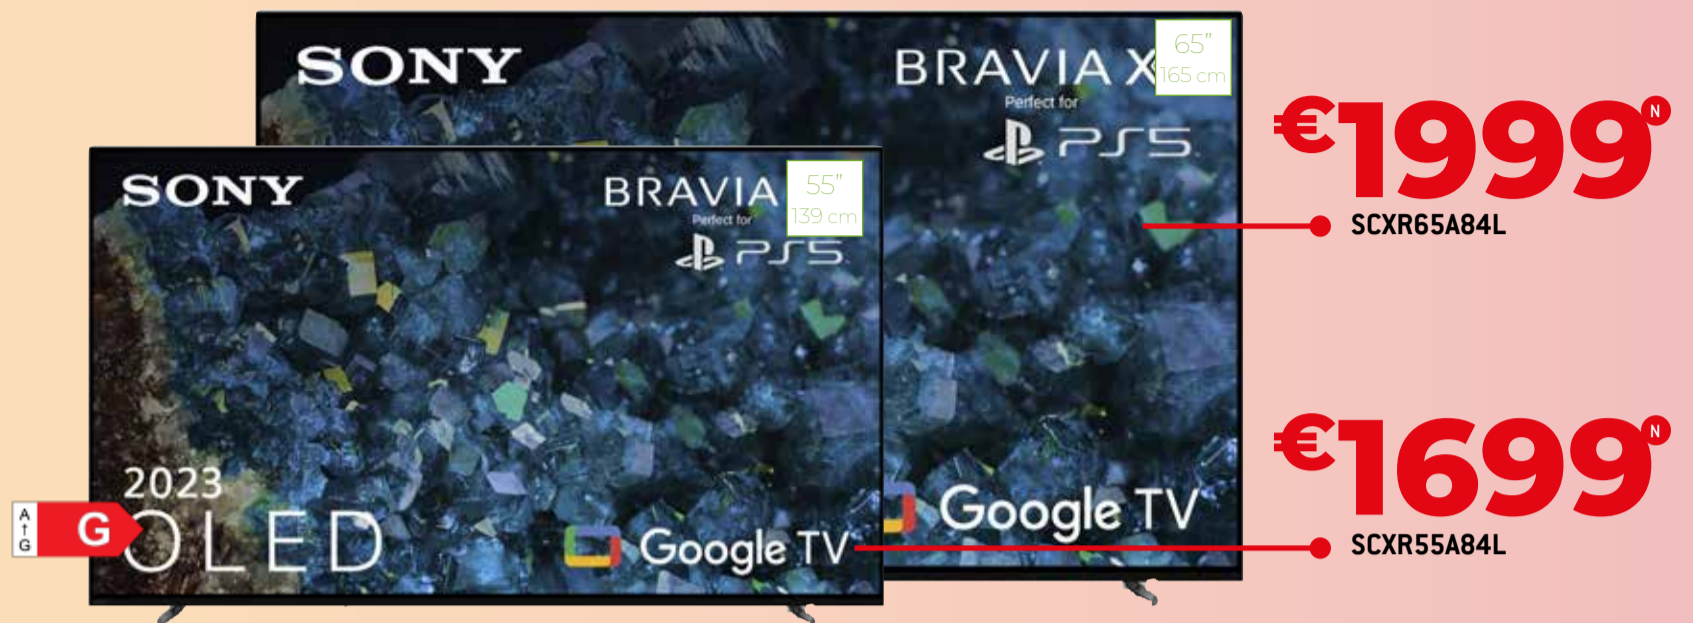 SONY
BRAVIA X
65”
165 cm
Perfect for
PS5
€1999 N
SCXR65A84L
SONY
BRAVIA
55”
139 cm
Perfect for
PS5
2023
OLED
Google TV
Google TV
A
↑
G
G
€1699 N
SCXR55A84L